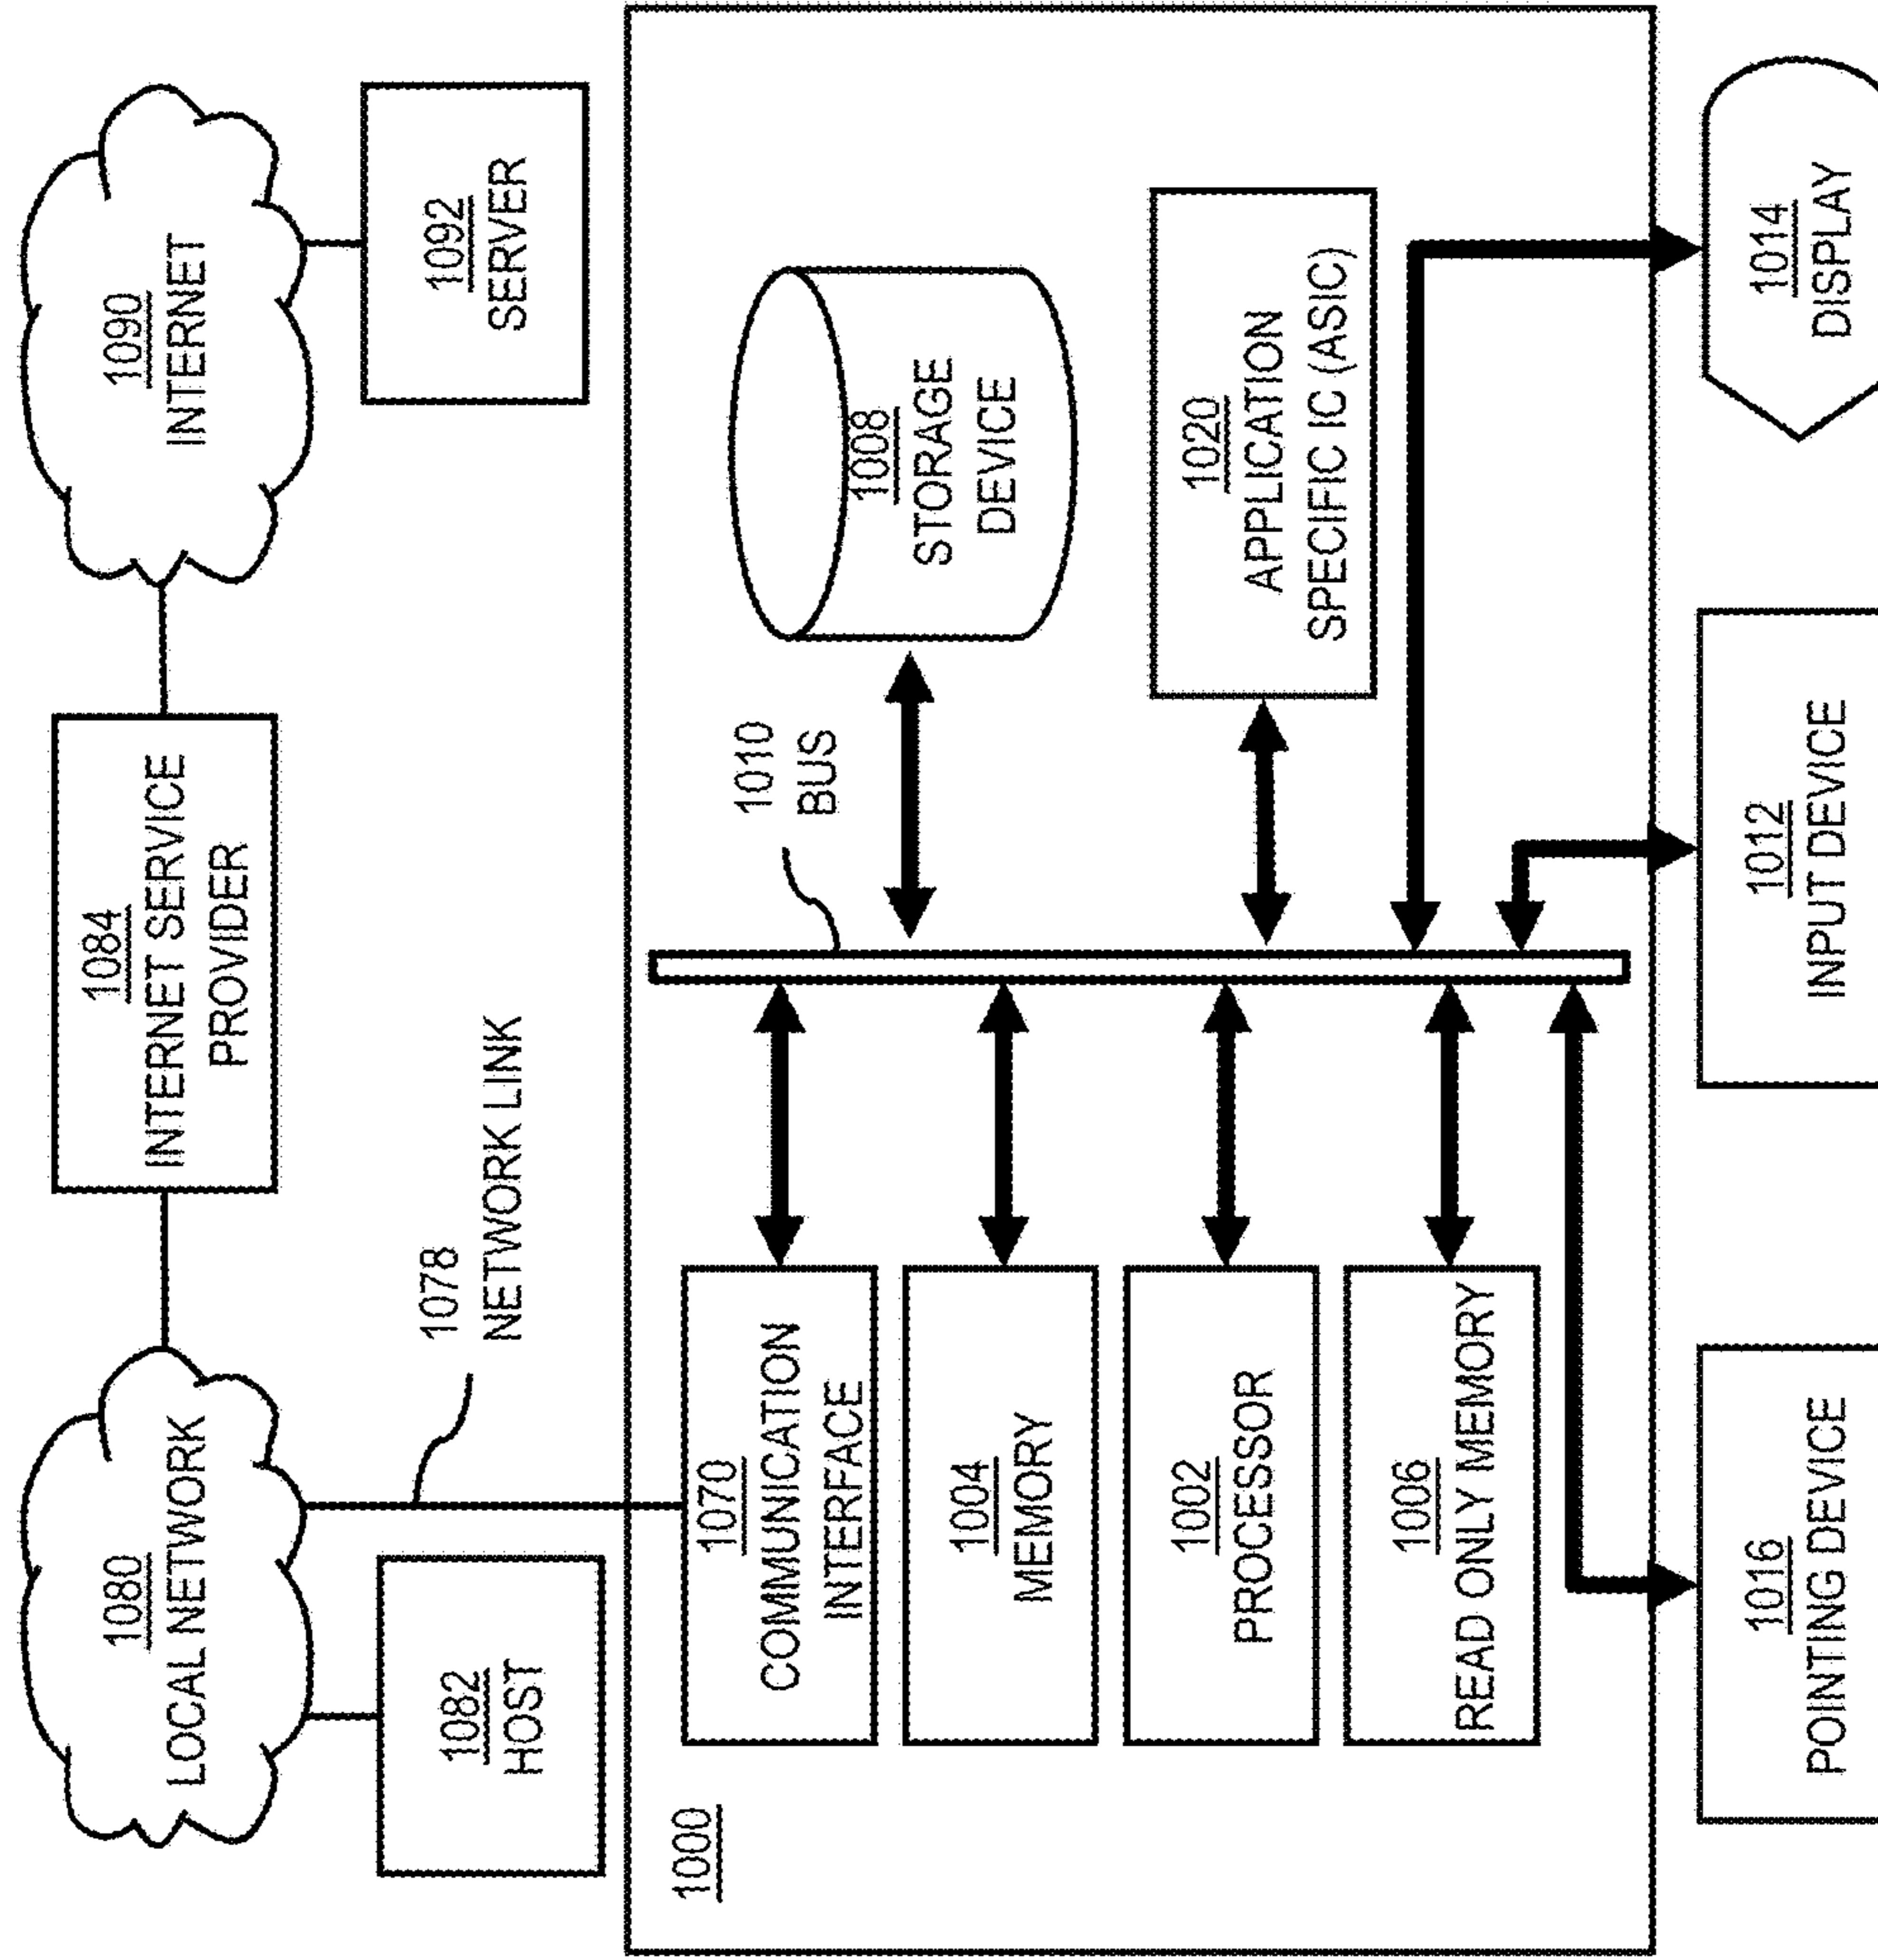 1080
LOCAL NETWORK
1084
INTERNET SERVICE
PROVIDER
1090
INTERNET
1082
HOST
1078
NETWORK LINK
1092
SERVER
1000
1070
COMMUNICATION
INTERFACE
1010
BUS
1008
STORAGE
DEVICE
1004
MEMORY
1002
PROCESSOR
1020
APPLICATION
SPECIFIC IC (ASIC)
1006
READ ONLY MEMORY
1016
POINTING DEVICE
1012
INPUT DEVICE
1014
DISPLAY